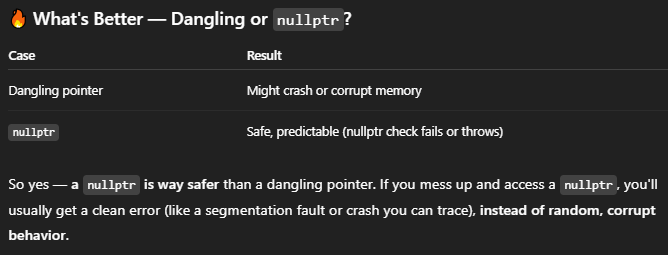 🔥 What's Better — Dangling or nullptr?
Case Result
Dangling pointer Might crash or corrupt memory
nullptr Safe, predictable (nullptr check fails or throws)
So yes — a nullptr is way safer than a dangling pointer. If you mess up and access a nullptr, you'll
usually get a clean error (like a segmentation fault or crash you can trace), instead of random, corrupt
behavior.